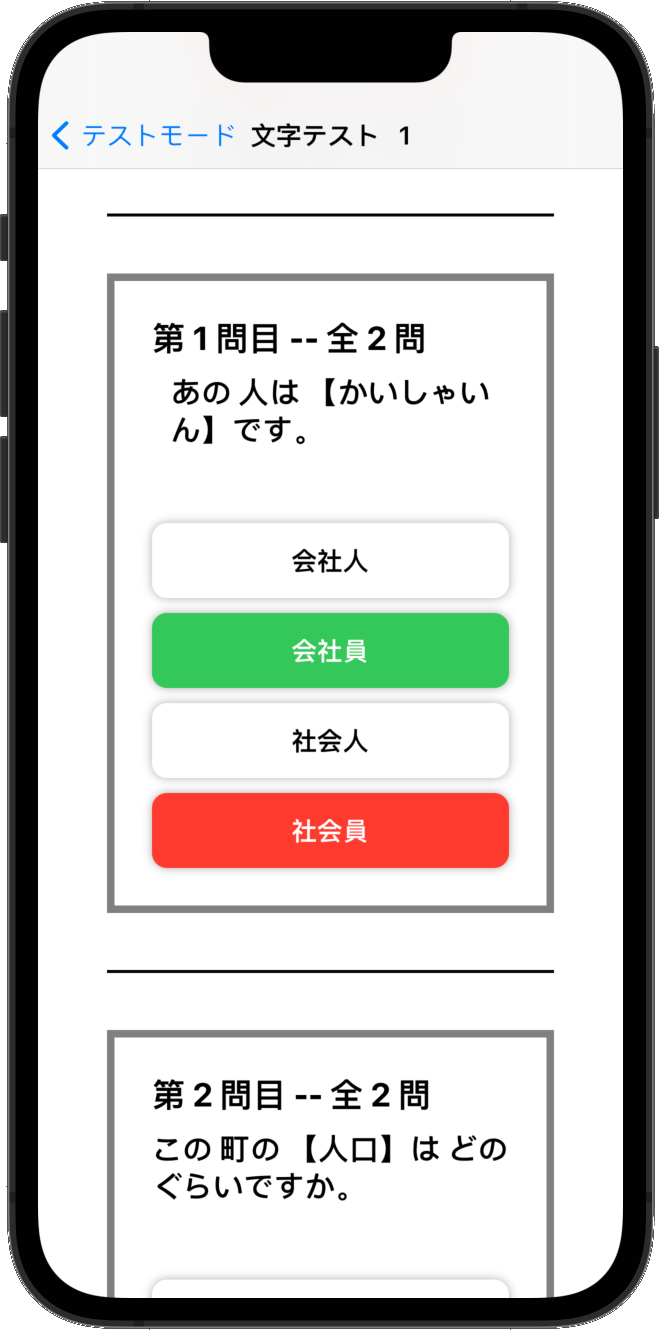 テストモード 文字テスト 1
第 1 問目 -- 全 2 問
あの 人は 【かいしゃい
ん】です。
会社人
会社員
社会人
社会員
第 2 問目 -- 全 2 問
この 町の 【人口】は どの
ぐらいですか。